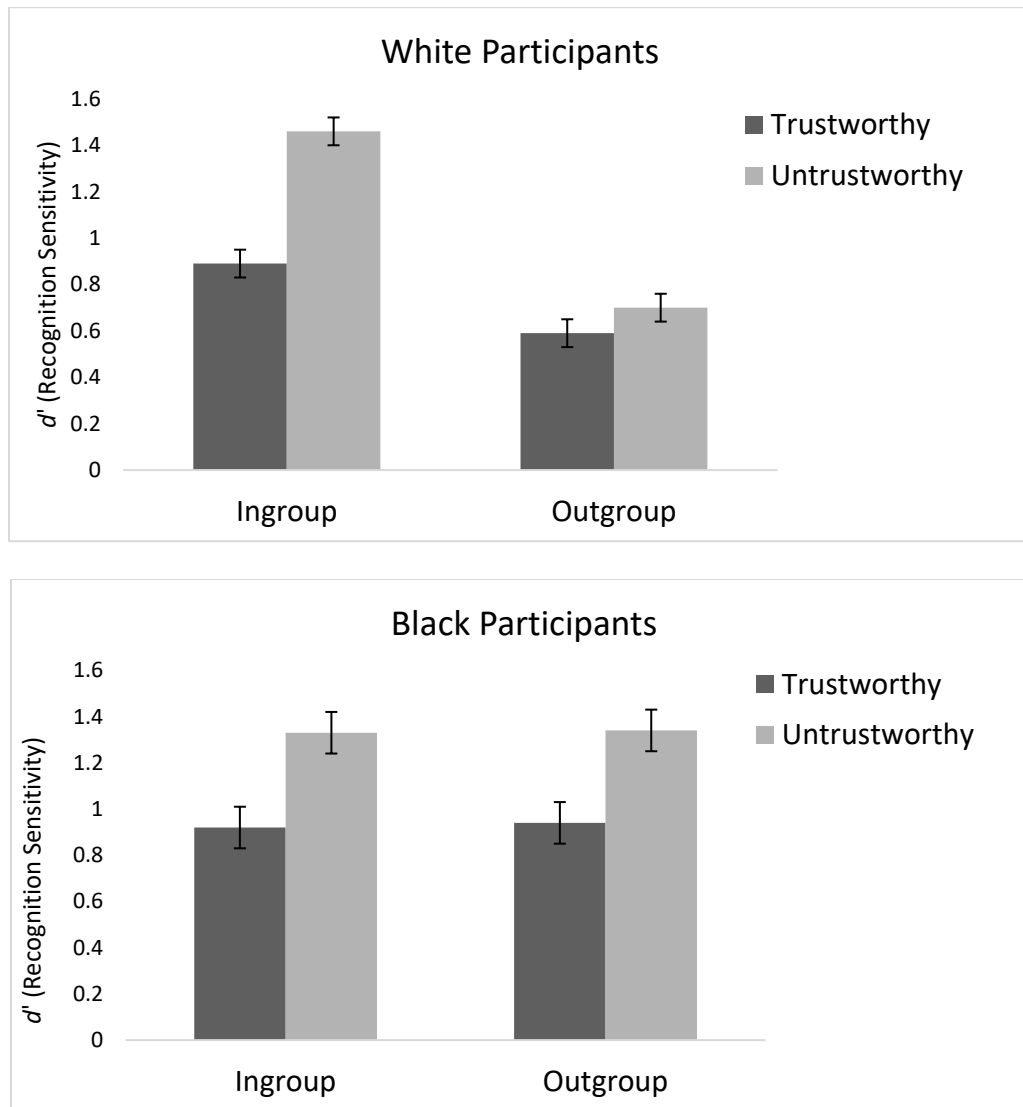 White Participants
1.6
1.4
1.2
1
0.8
0.6
0.4
0.2
0
d' (Recognition Sensitivity)
Trustworthy
Untrustworthy
Ingroup
Outgroup
Black Participants
1.6
1.4
1.2
1
0.8
0.6
0.4
0.2
0
d' (Recognition Sensitivity)
Trustworthy
Untrustworthy
Ingroup
Outgroup